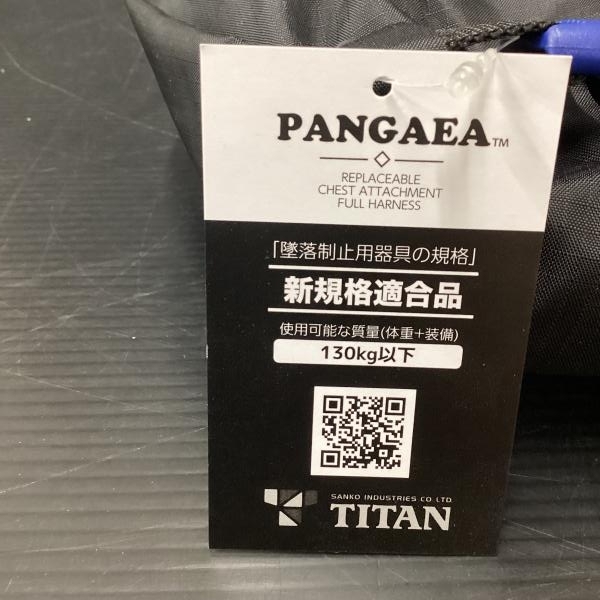 PANGAEA™
REPLACEABLE
CHEST ATTACHMENT
FULL HARNESS
「墜落制止用器具の規格」
新規格適合品
使用可能な質量(体重+装備)
130kg以下
SANKO INDUSTRIES CO LTD
TITAN